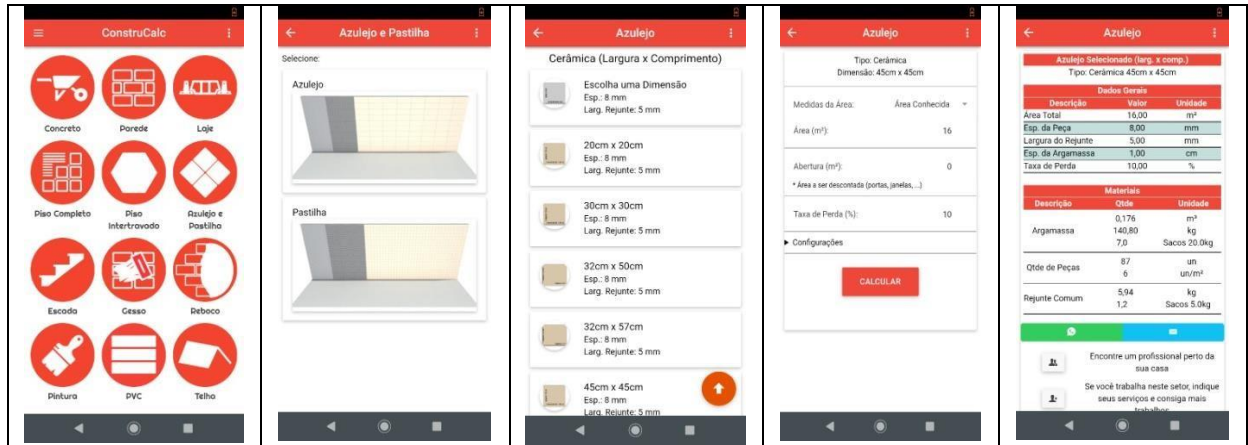 ConstruCalc
Concreto
Parede
Laje
Piso Completo
Piso
Intertravado
Azulejo e
Pastilha
Escada
Gesso
Reboco
Pintura
PVC
Telha
Azulejo e Pastilha
Selecione:
Azulejo
Pastilha
Azulejo
Cerâmica (Largura x Comprimento)
Escolha uma Dimensão
Esp.: 8 mm
Larg. Rejunte: 5 mm
20cm x 20cm
Esp.: 8 mm
Larg. Rejunte: 5 mm
30cm x 30cm
Esp.: 8 mm
Larg. Rejunte: 5 mm
32cm x 50cm
Esp.: 8 mm
Larg. Rejunte: 5 mm
32cm x 57cm
Esp.: 8 mm
Larg. Rejunte: 5 mm
45cm x 45cm
Esp.: 8 mm
Larg. Rejunte: 5 mm
Azulejo
Tipo: Cerâmica
Dimensão: 45cm x 45cm
Medidas da Área: Área Conhecida
Área (m²): 16
Abertura (m²): 0
* Área a ser descontada (portas, janelas, ...)
Taxa de Perda (%): 10
Configurações
CALCULAR
Azulejo
Azulejo Selecionado (larg. x comp.)
Tipo: Cerâmica 45cm x 45cm
Dados Gerais
Descrição Valor Unidade
Área Total 16,00 m²
Esp. da Peça 8,00 mm
Largura do Rejunte 5,00 mm
Esp. da Argamassa 1,00 cm
Taxa de Perda 10,00 %
Materiais
Descrição Qtde Unidade
0,176 m³
Argamassa 140,80 kg
7,0 Sacos 20.0kg
Qtde de Peças 87 un
6 un/m²
Rejunte Comum 5,94 kg
1,2 Sacos 5.0kg
Encontre um profissional perto da
sua casa
Se você trabalha neste setor, indique
seus serviços e consiga mais
trabalhos